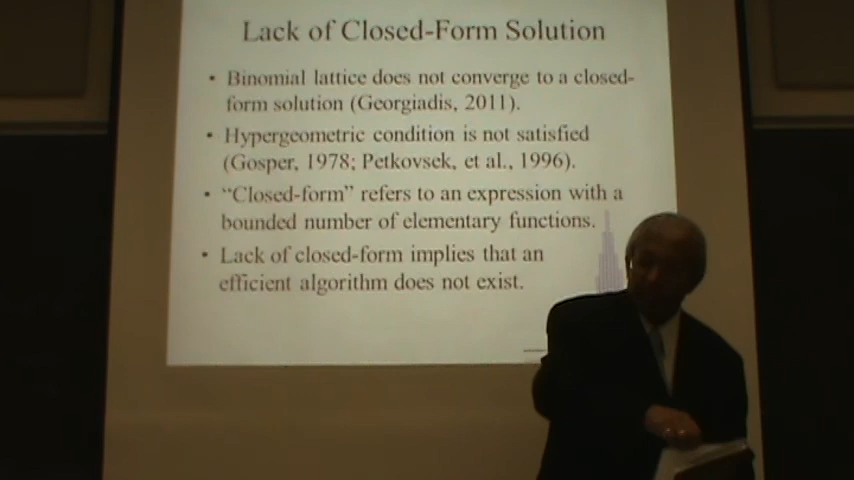 Lack of Closed-Form Solution
• Binomial lattice does not converge to a closed-
form solution (Georgiadis, 2011).
• Hypergeometric condition is not satisfied
(Gosper, 1978; Petkovsek, et al., 1996).
• “Closed-form” refers to an expression with a
bounded number of elementary functions.
• Lack of closed-form implies that an
efficient algorithm does not exist.